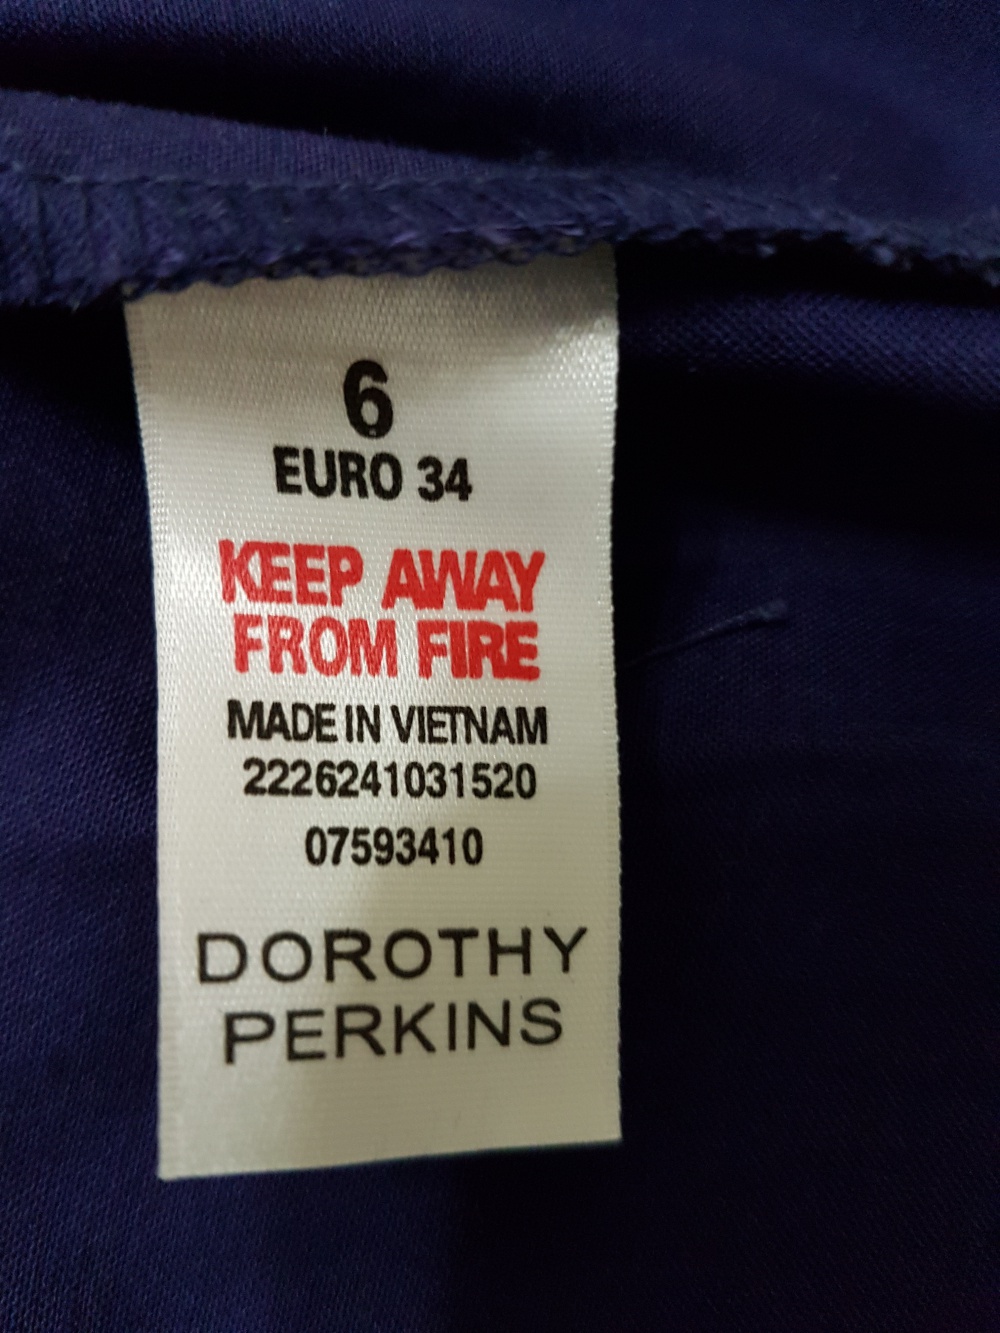 6
EURO 34
KEEP AWAY
FROM FIRE
MADE IN VIETNAM
2226241031520
07593410
DOROTHY
PERKINS